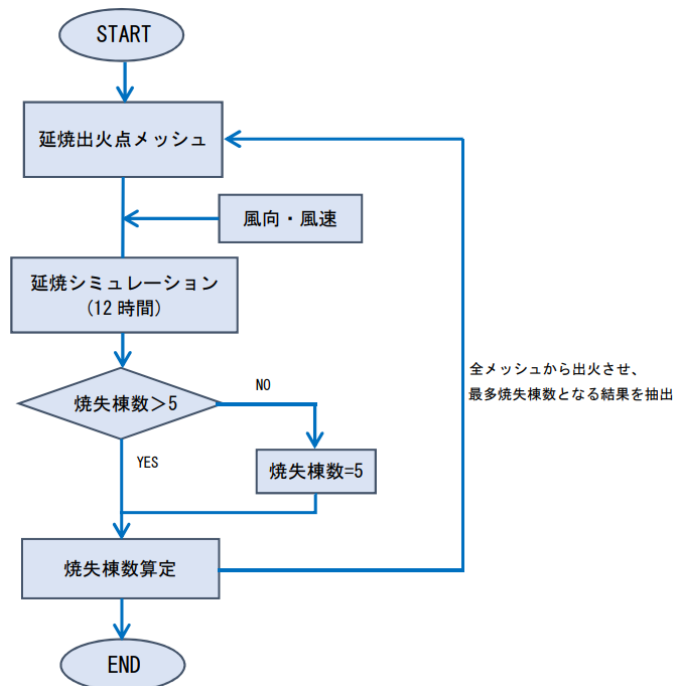 START
延焼出火点メッシュ
風向・風速
延焼シミュレーション
(12 時間)
焼失棟数＞5
NO
YES
焼失棟数=5
焼失棟数算定
END
全メッシュから出火させ、
最多焼失棟数となる結果を抽出